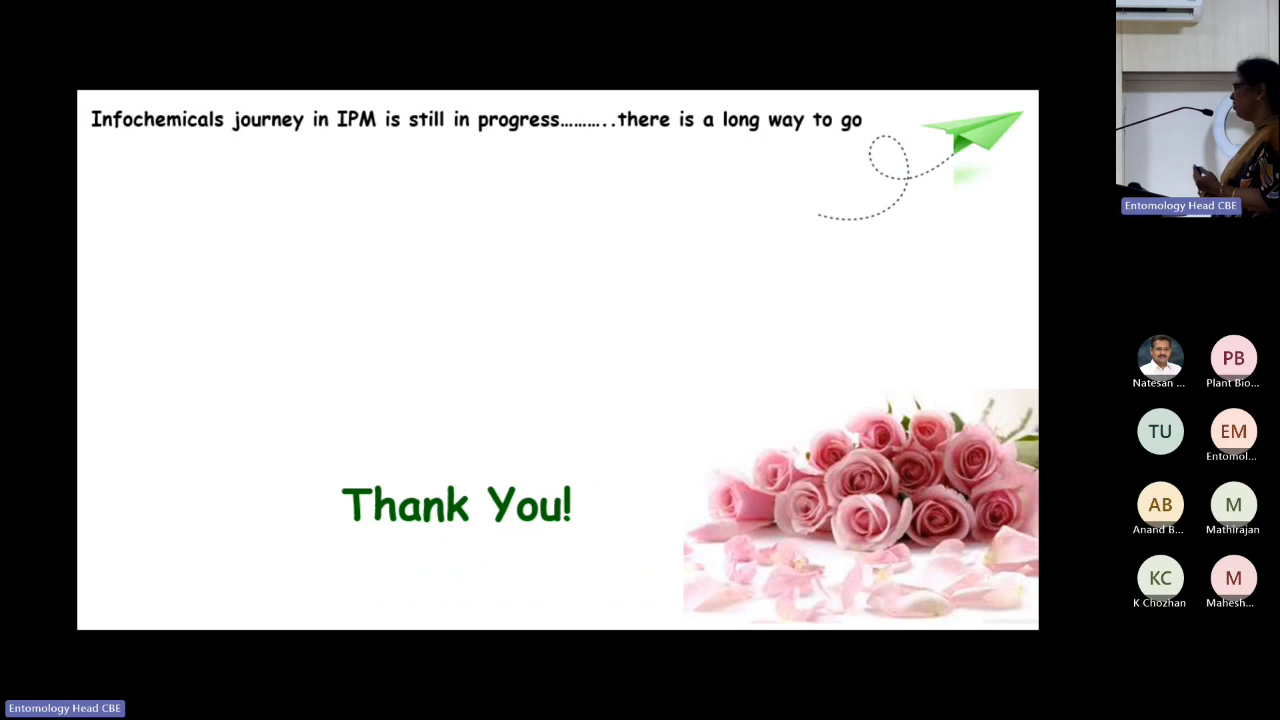 Infochemicals journey in IPM is still in progress………..there is a long way to go
Thank You!
Entomology Head CBE
Natesan ...
PB
Plant Bio...
TU
EM
Entomol...
AB
Anand B...
M
Mathirajan
KC
K Chozhan
M
Mahesh...
Entomology Head CBE